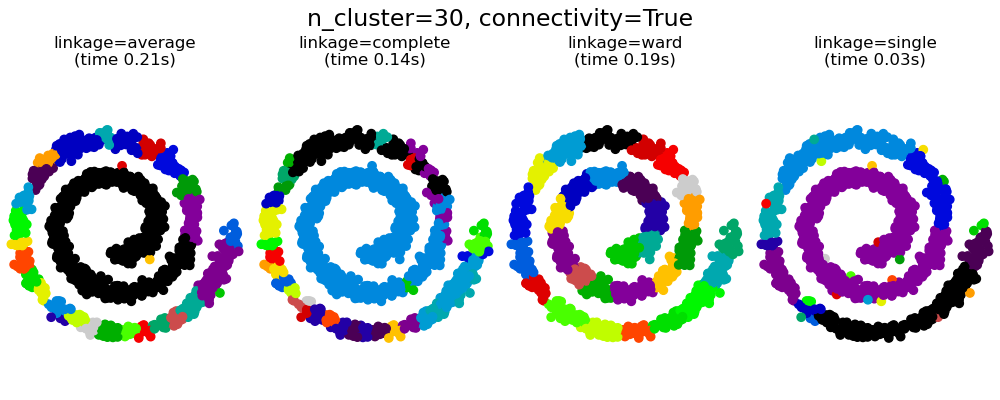 n_cluster=30, connectivity=True
linkage=average
(time 0.21s)
linkage=complete
(time 0.14s)
linkage=ward
(time 0.19s)
linkage=single
(time 0.03s)